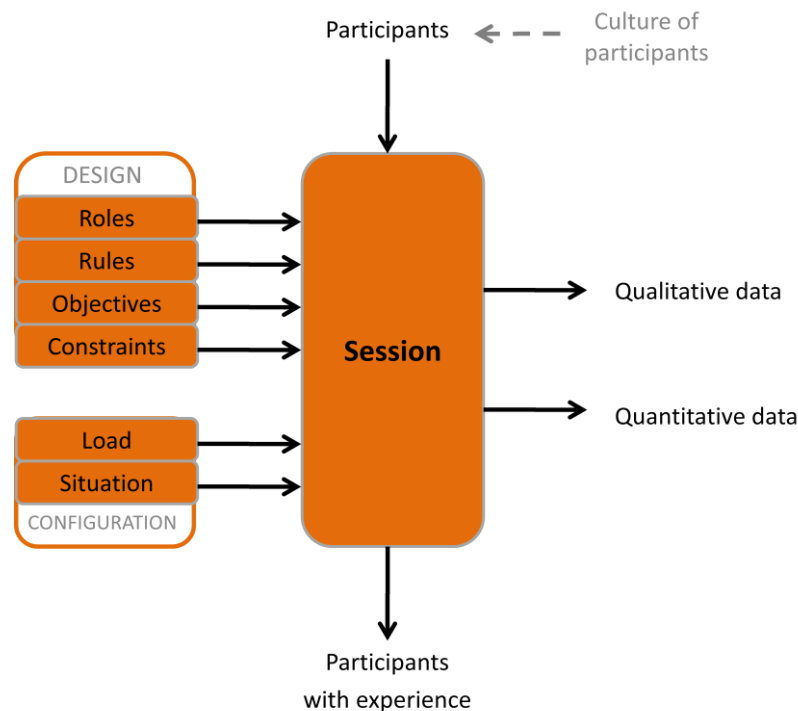 Participants
Culture of
participants
DESIGN
Roles
Rules
Objectives
Constraints
Load
Situation
CONFIGURATION
Session
Qualitative data
Quantitative data
Participants
with experience